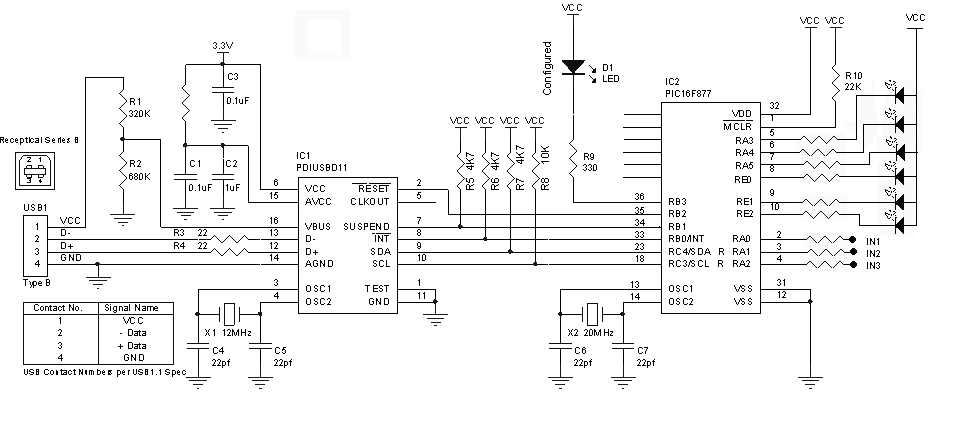 VCC
VCC VCC
VCC
3.3V
Configured
D1
LED
C3
0.1uF
R10
22K
IC2
PIC16F877
R1
320K
VCC VCC VCC VCC
32
VDD
1
MCLR
5
RA3
6
RA4
7
RA5
8
RE0
Receptical Series B
2 1
3 4
R2
680K
C1
0.1uF
C2
1uF
IC1
PDIUSBD11
R5 4K7
R6 4K7
R7 4K7
R8 10K
R9
330
6
VCC
RESET
2
15
AVCC
CLKOUT
5
36
RB3
RE1
9
35
RB2
RE2
10
USB1
1
2
3
4
VCC
D-
D+
GND
Type B
R3 22
R4 22
16
VBUS
SUSPEND
7
34
RB1
13
D-
INT
8
33
RB0/INT
RA0
2
IN1
12
D+
SDA
9
23
RC4/SDA R
RA1
3
IN2
14
AGND
SCL
10
18
RC3/SCL R
RA2
4
IN3
3
OSC1
TEST
1
13
OSC1
VSS
31
4
OSC2
GND
11
14
OSC2
VSS
12
Contact No. Signal Name
1 VCC
2 - Data
3 + Data
4 GND
USB Contact Numbers per USB1.1 Spec
X1 12MHz
C4
22pf
C5
22pf
X2 20MHz
C6
22pf
C7
22pf